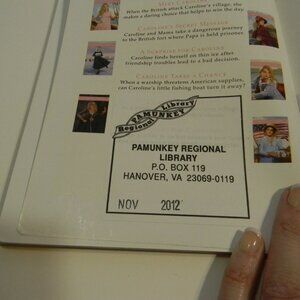 MEET CAROLINE
When the British attack Caroline's village, she
makes a daring choice that helps to win the day.
CAROLINE'S SECRET MESSAGE
Caroline and Mama take a dangerous journey
to the British fort where Papa is held prisoner.
A SURPRISE FOR CAROLINE
Caroline finds herself on thin ice after
friendship troubles lead to a bad decision.
CAROLINE TAKES A CHANCE
When a warship threatens American supplies,
can Caroline's little fishing boat turn it away?
PAMUNKEY
Regional Library
PAMUNKEY REGIONAL
LIBRARY
P.O. BOX 119
HANOVER, VA 23069-0119
NOV 2012